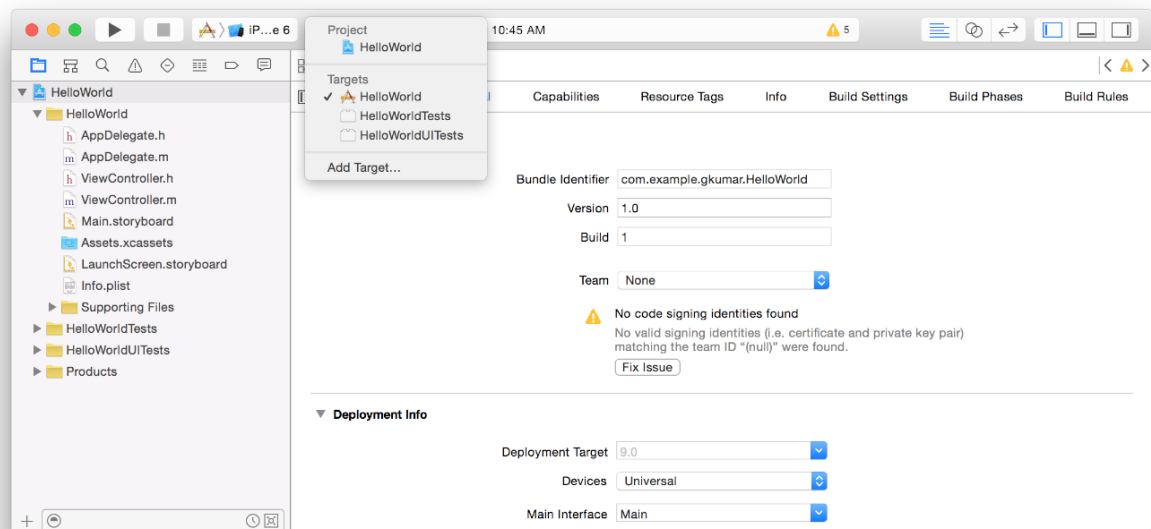 iP...e 6
10:45 AM
5
Project
HelloWorld
Targets
HelloWorld
HelloWorldTests
HelloWorldUITests
Add Target...
HelloWorld
HelloWorld
AppDelegate.h
AppDelegate.m
ViewController.h
ViewController.m
Main.storyboard
Assets.xcassets
LaunchScreen.storyboard
Info.plist
Supporting Files
HelloWorldTests
HelloWorldUITests
Products
Capabilities Resource Tags Info Build Settings Build Phases Build Rules
Bundle Identifier com.example.gkumar.HelloWorld
Version 1.0
Build 1
Team None
No code signing identities found
No valid signing identities (i.e. certificate and private key pair)
matching the team ID “(null)” were found.
Fix Issue
Deployment Info
Deployment Target 9.0
Devices Universal
Main Interface Main